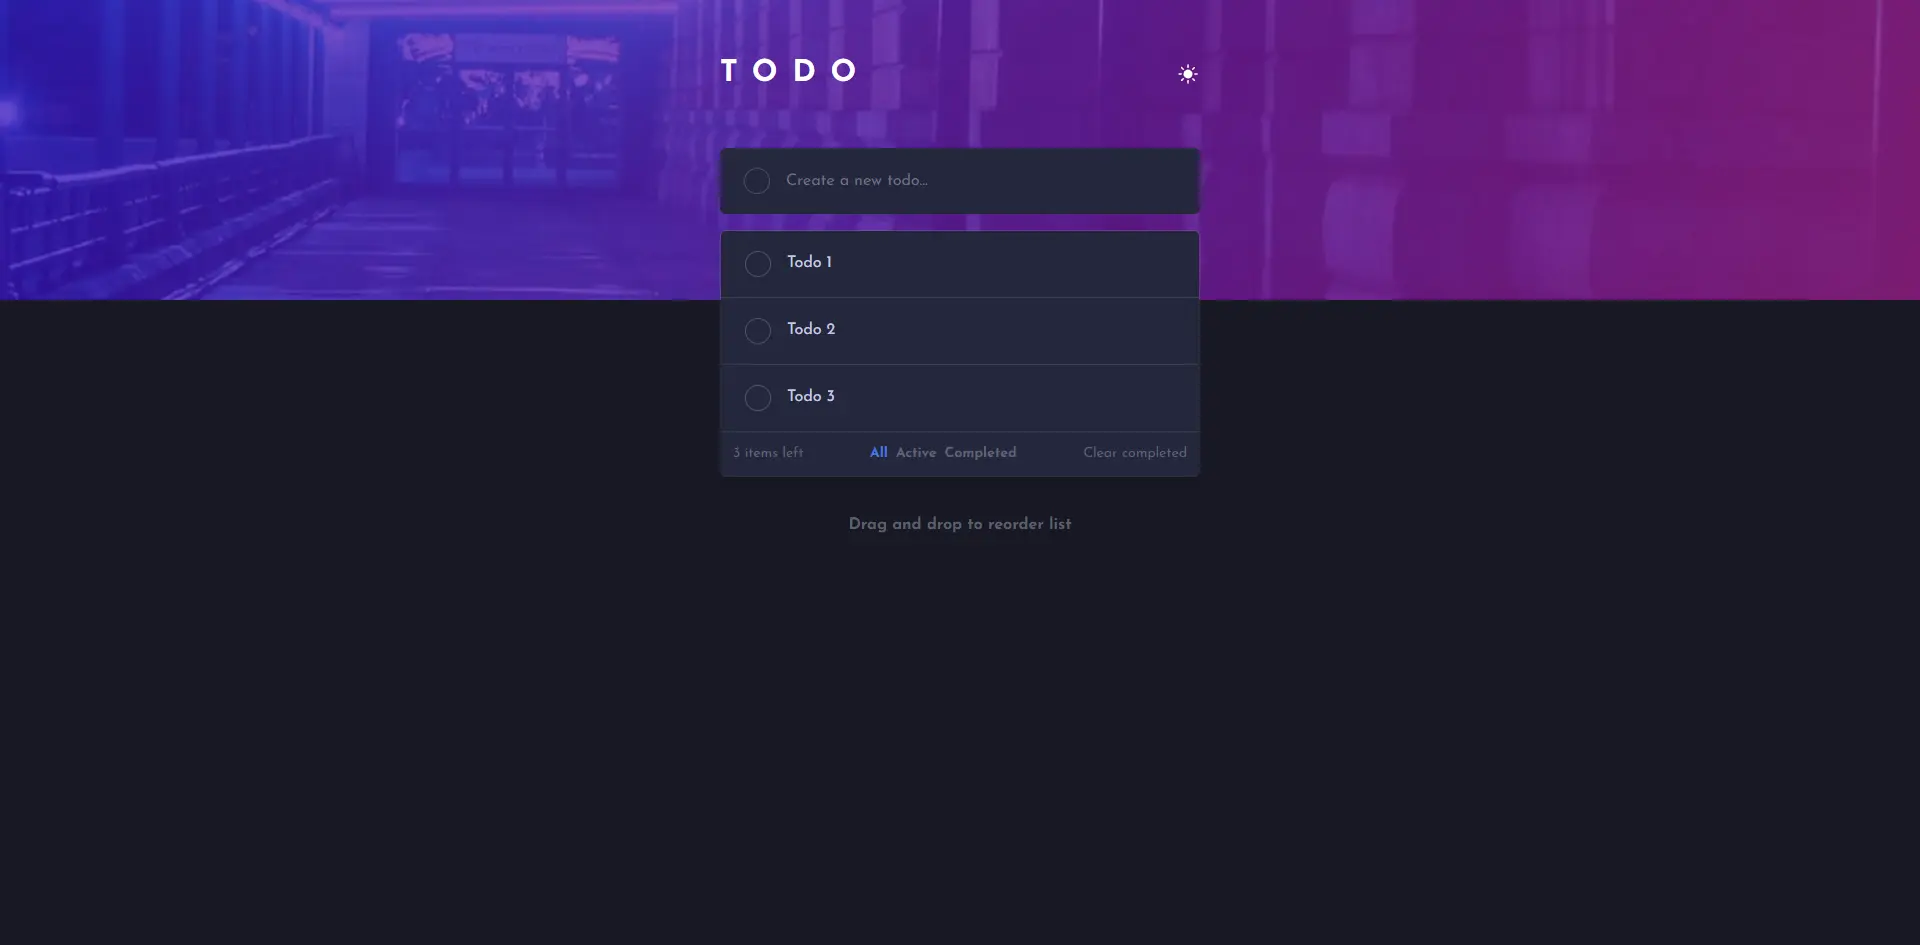 TODO
Create a new todo...
Todo 1
Todo 2
Todo 3
3 items left All Active Completed Clear completed
Drag and drop to reorder list